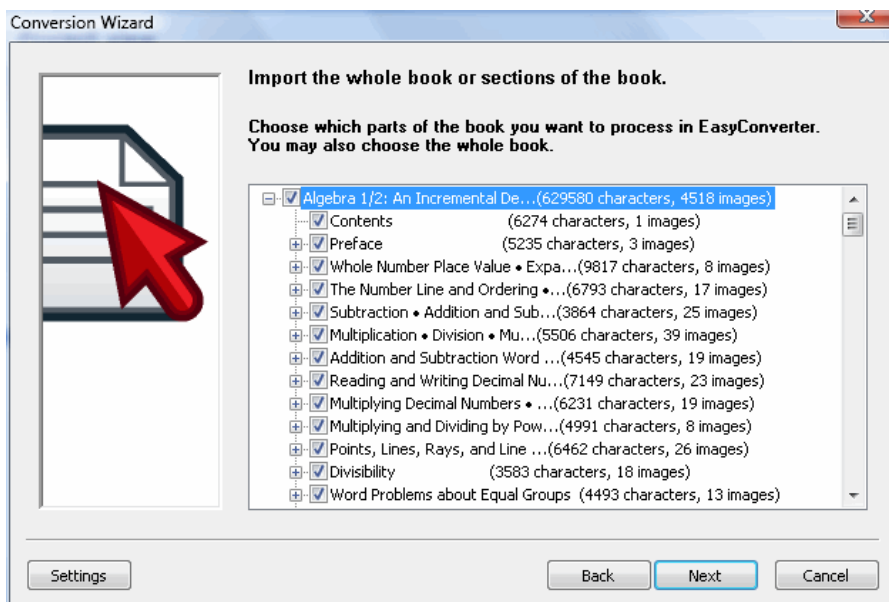 Conversion Wizard
Import the whole book or sections of the book.
Choose which parts of the book you want to process in EasyConverter.
You may also choose the whole book.
Algebra 1/2: An Incremental De...(629580 characters, 4518 images)
Contents (6274 characters, 1 images)
Preface (5235 characters, 3 images)
Whole Number Place Value • Expa...(9817 characters, 8 images)
The Number Line and Ordering •...(6793 characters, 17 images)
Subtraction • Addition and Sub...(3864 characters, 25 images)
Multiplication • Division • Mu...(5506 characters, 39 images)
Addition and Subtraction Word ...(4545 characters, 19 images)
Reading and Writing Decimal Nu...(7149 characters, 23 images)
Multiplying Decimal Numbers • ...(6231 characters, 19 images)
Multiplying and Dividing by Pow...(4991 characters, 8 images)
Points, Lines, Rays, and Line ...(6462 characters, 26 images)
Divisibility (3583 characters, 18 images)
Word Problems about Equal Groups (4493 characters, 13 images)
Settings Back Next Cancel